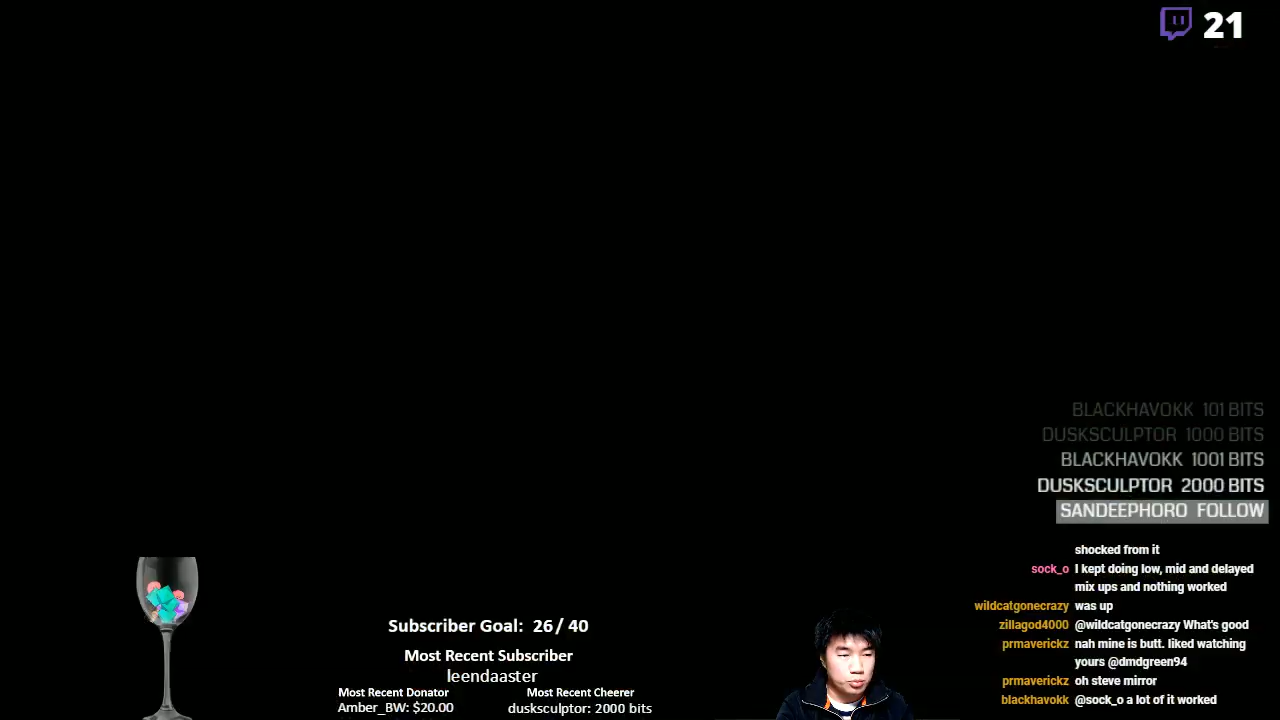 21
BLACKHAVOKK 101 BITS
DUSKSCULPTOR 1000 BITS
BLACKHAVOKK 1001 BITS
DUSKSCULPTOR 2000 BITS
SANDEEPHORO FOLLOW
shocked from it
sock_o I kept doing low, mid and delayed
mix ups and nothing worked
wildcatgonecrazy was up
zillagod4000 @wildcatgonecrazy What's good
prmaverickz nah mine is butt. liked watching
yours @dmdgreen94
prmaverickz oh steve mirror
blackhavokk @sock_o a lot of it worked
Subscriber Goal: 26 / 40
Most Recent Subscriber
leendaaster
Most Recent Donator
Amber_BW: $20.00
Most Recent Cheerer
dusksculptor: 2000 bits